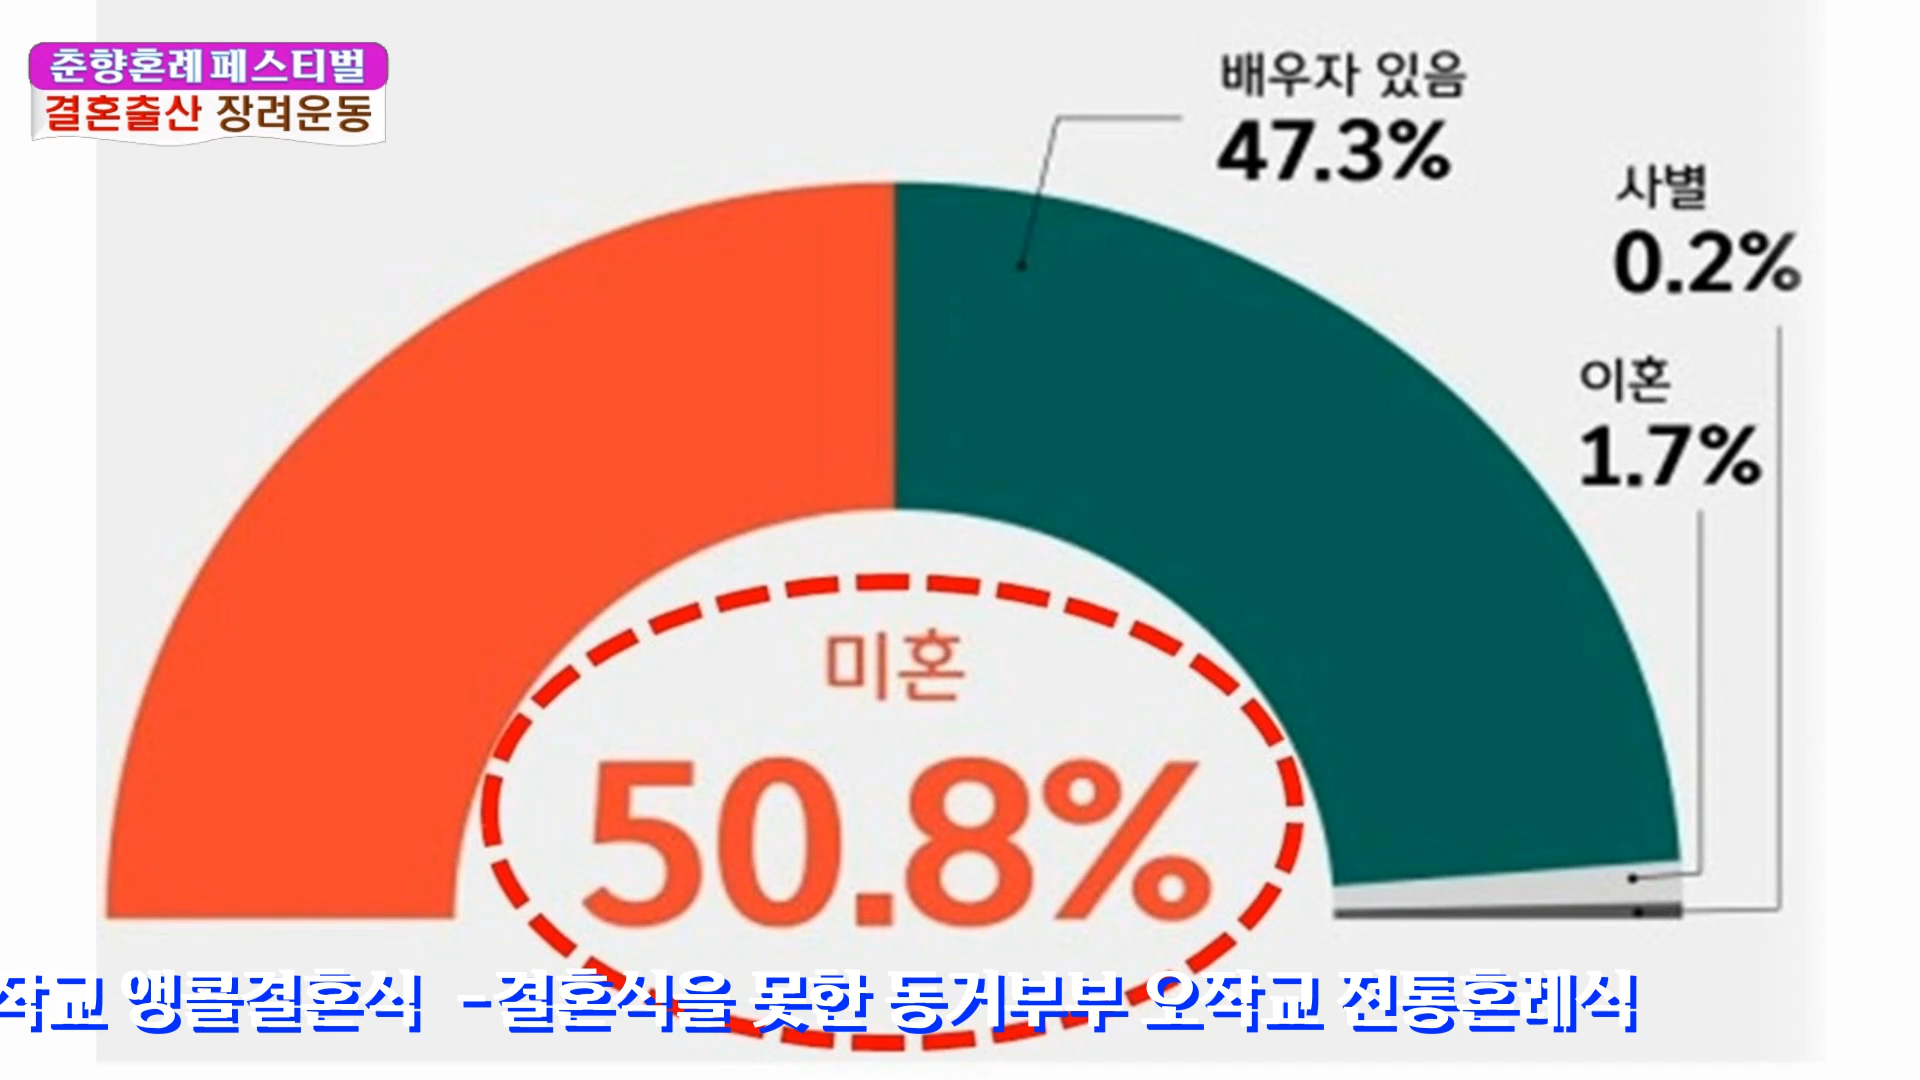 춘향혼례페스티벌
결혼출산 장려운동
배우자 있음
47.3%
사별
0.2%
이혼
1.7%
미혼
50.8%
작교 앵콜결혼식 -결혼식을 못한 동거부부 오작교 전통혼례식